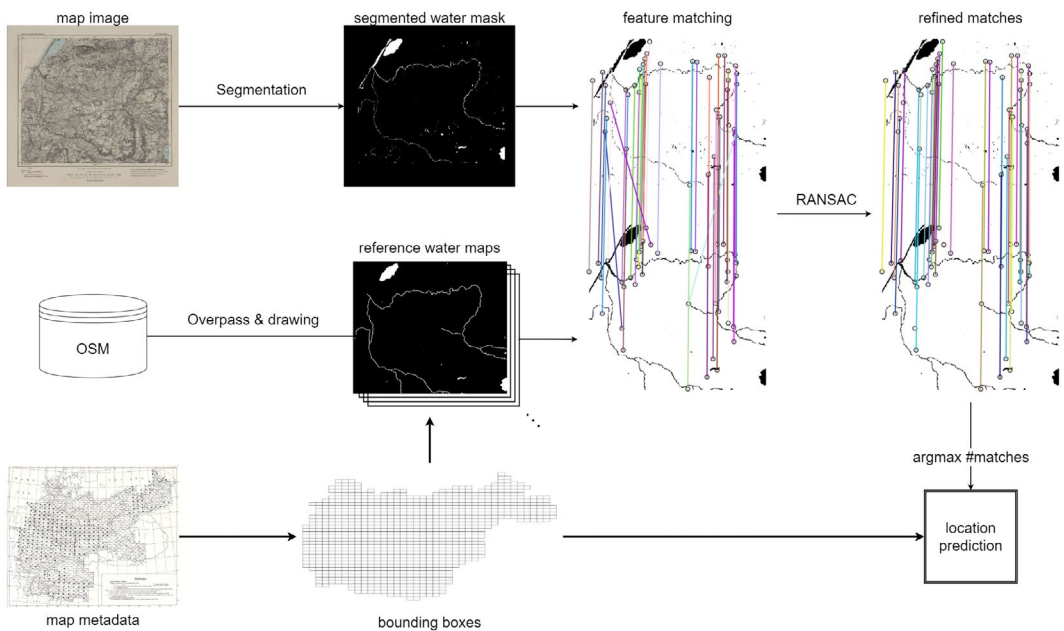 map image
segmented water mask
feature matching
refined matches
Segmentation
RANSAC
reference water maps
Overpass & drawing
OSM
argmax #matches
location
prediction
map metadata
bounding boxes